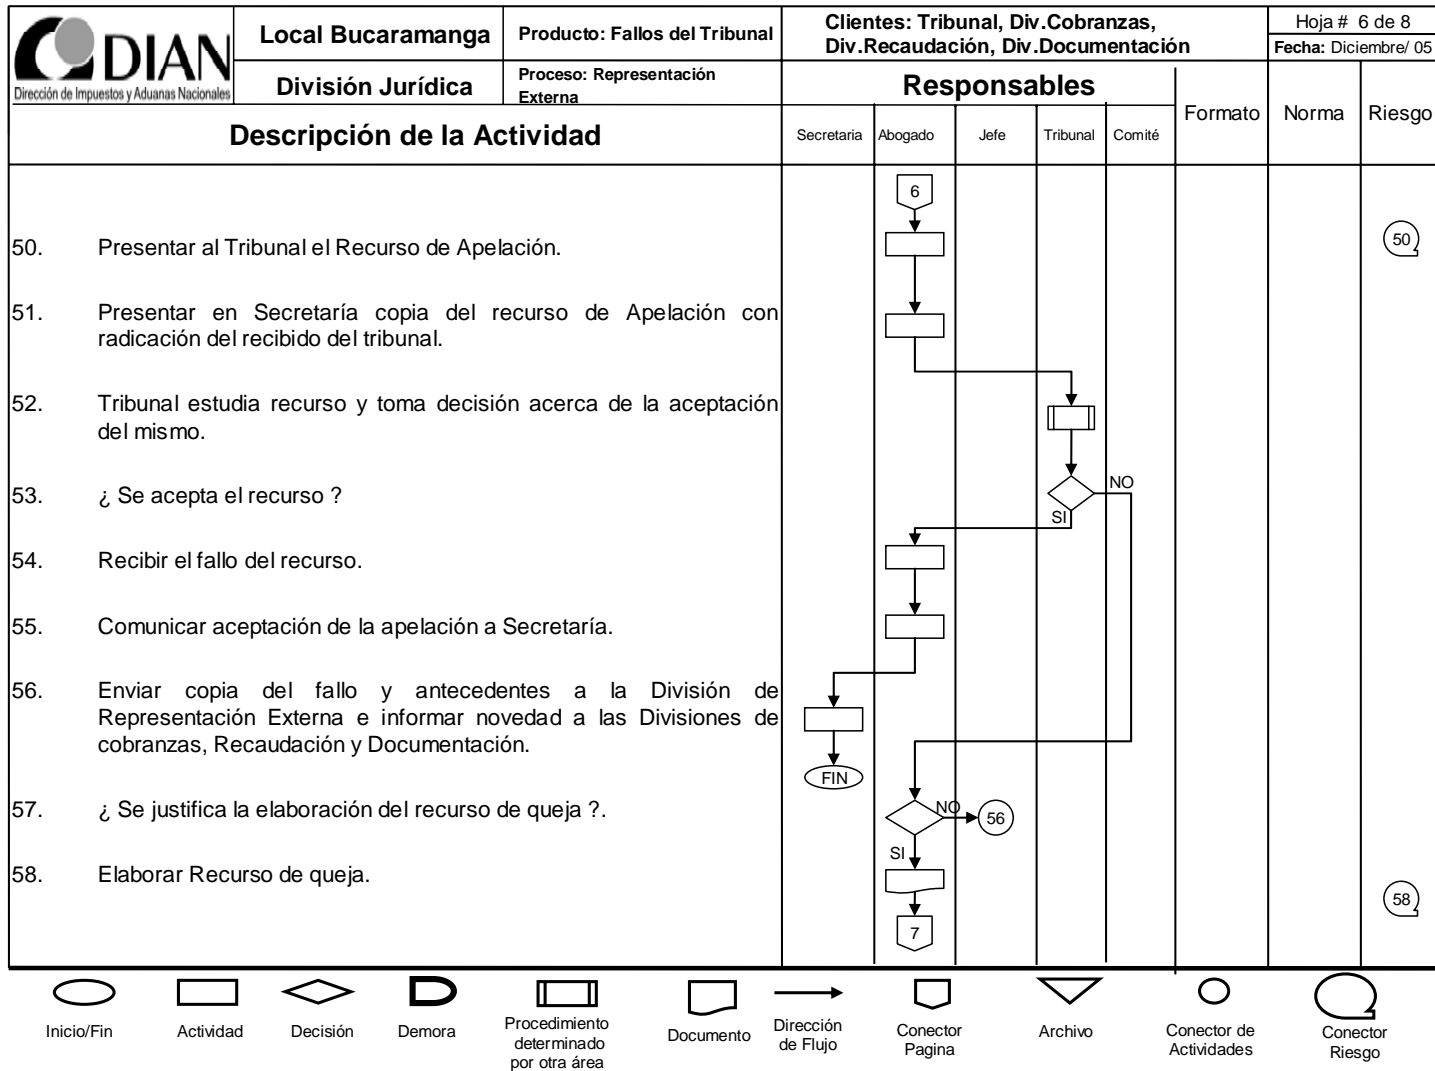 DIAN
Dirección de Impuestos y Aduanas Nacionales
Local Bucaramanga
Producto: Fallos del Tribunal
Clientes: Tribunal, Div.Cobranzas,
Div.Recaudación, Div.Documentación
Hoja # 6 de 8
Fecha: Diciembre/ 05
División Jurídica
Proceso: Representación
Externa
Responsables
Formato
Norma
Riesgo
Descripción de la Actividad
Secretaria
Abogado
Jefe
Tribunal
Comité
6
50. Presentar al Tribunal el Recurso de Apelación.
50
51. Presentar en Secretaría copia del recurso de Apelación con
radicación del recibido del tribunal.
52. Tribunal estudia recurso y toma decisión acerca de la aceptación
del mismo.
53. ¿ Se acepta el recurso ?
NO
SI
54. Recibir el fallo del recurso.
55. Comunicar aceptación de la apelación a Secretaría.
56. Enviar copia del fallo y antecedentes a la División de
Representación Externa e informar novedad a las Divisiones de
cobranzas, Recaudación y Documentación.
FIN
57. ¿ Se justifica la elaboración del recurso de queja ?.
NO
56
SI
58. Elaborar Recurso de queja.
58
7
Inicio/Fin
Actividad
Decisión
Demora
Procedimiento
determinado
por otra área
Documento
Dirección
de Flujo
Conector
Pagina
Archivo
Conector de
Actividades
Conector
Riesgo